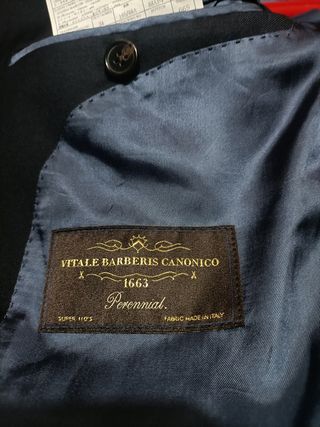 VITALE BARBERIS CANONICO
1663
Perennial.
SUPER 110'S FABRIC MADE IN ITALY